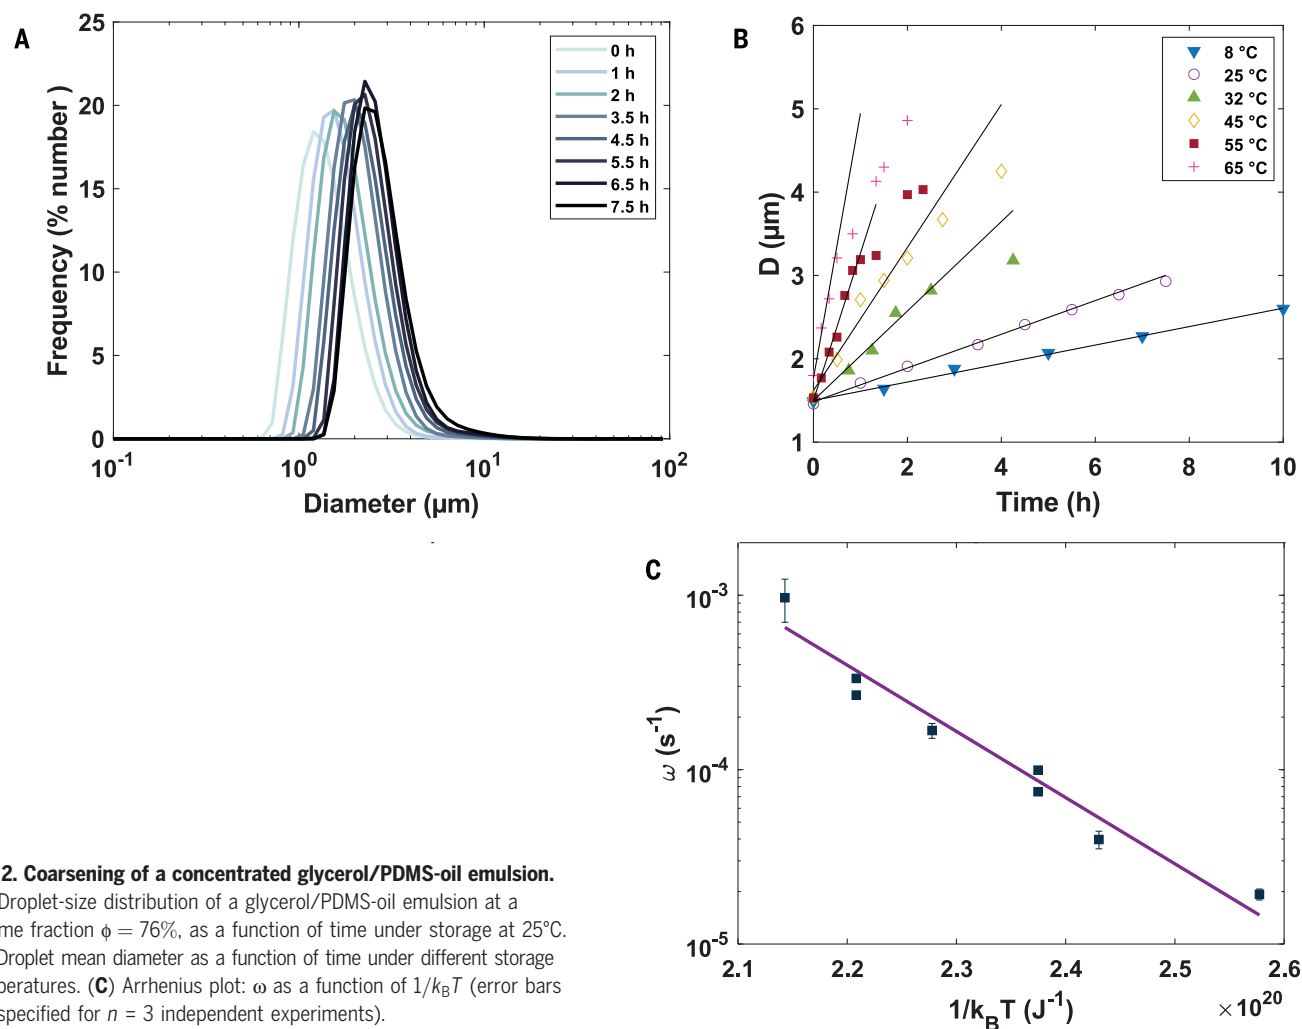 A
25
20
15
10
5
0
Frequency (% number )
10-1
100
101
102
Diameter (µm)
0 h
1 h
2 h
3.5 h
4.5 h
5.5 h
6.5 h
7.5 h
B
6
5
4
3
2
1
D (µm)
0
2
4
6
8
10
Time (h)
8 °C
25 °C
32 °C
45 °C
55 °C
65 °C
C
10-3
10-4
10-5
ω (s-1)
2.1
2.2
2.3
2.4
2.5
2.6
1/kBT (J-1)
×1020
2. Coarsening of a concentrated glycerol/PDMS-oil emulsion.
Droplet-size distribution of a glycerol/PDMS-oil emulsion at a
me fraction ϕ = 76%, as a function of time under storage at 25°C.
Droplet mean diameter as a function of time under different storage
peratures. (C) Arrhenius plot: ω as a function of 1/kBT (error bars
specified for n = 3 independent experiments).